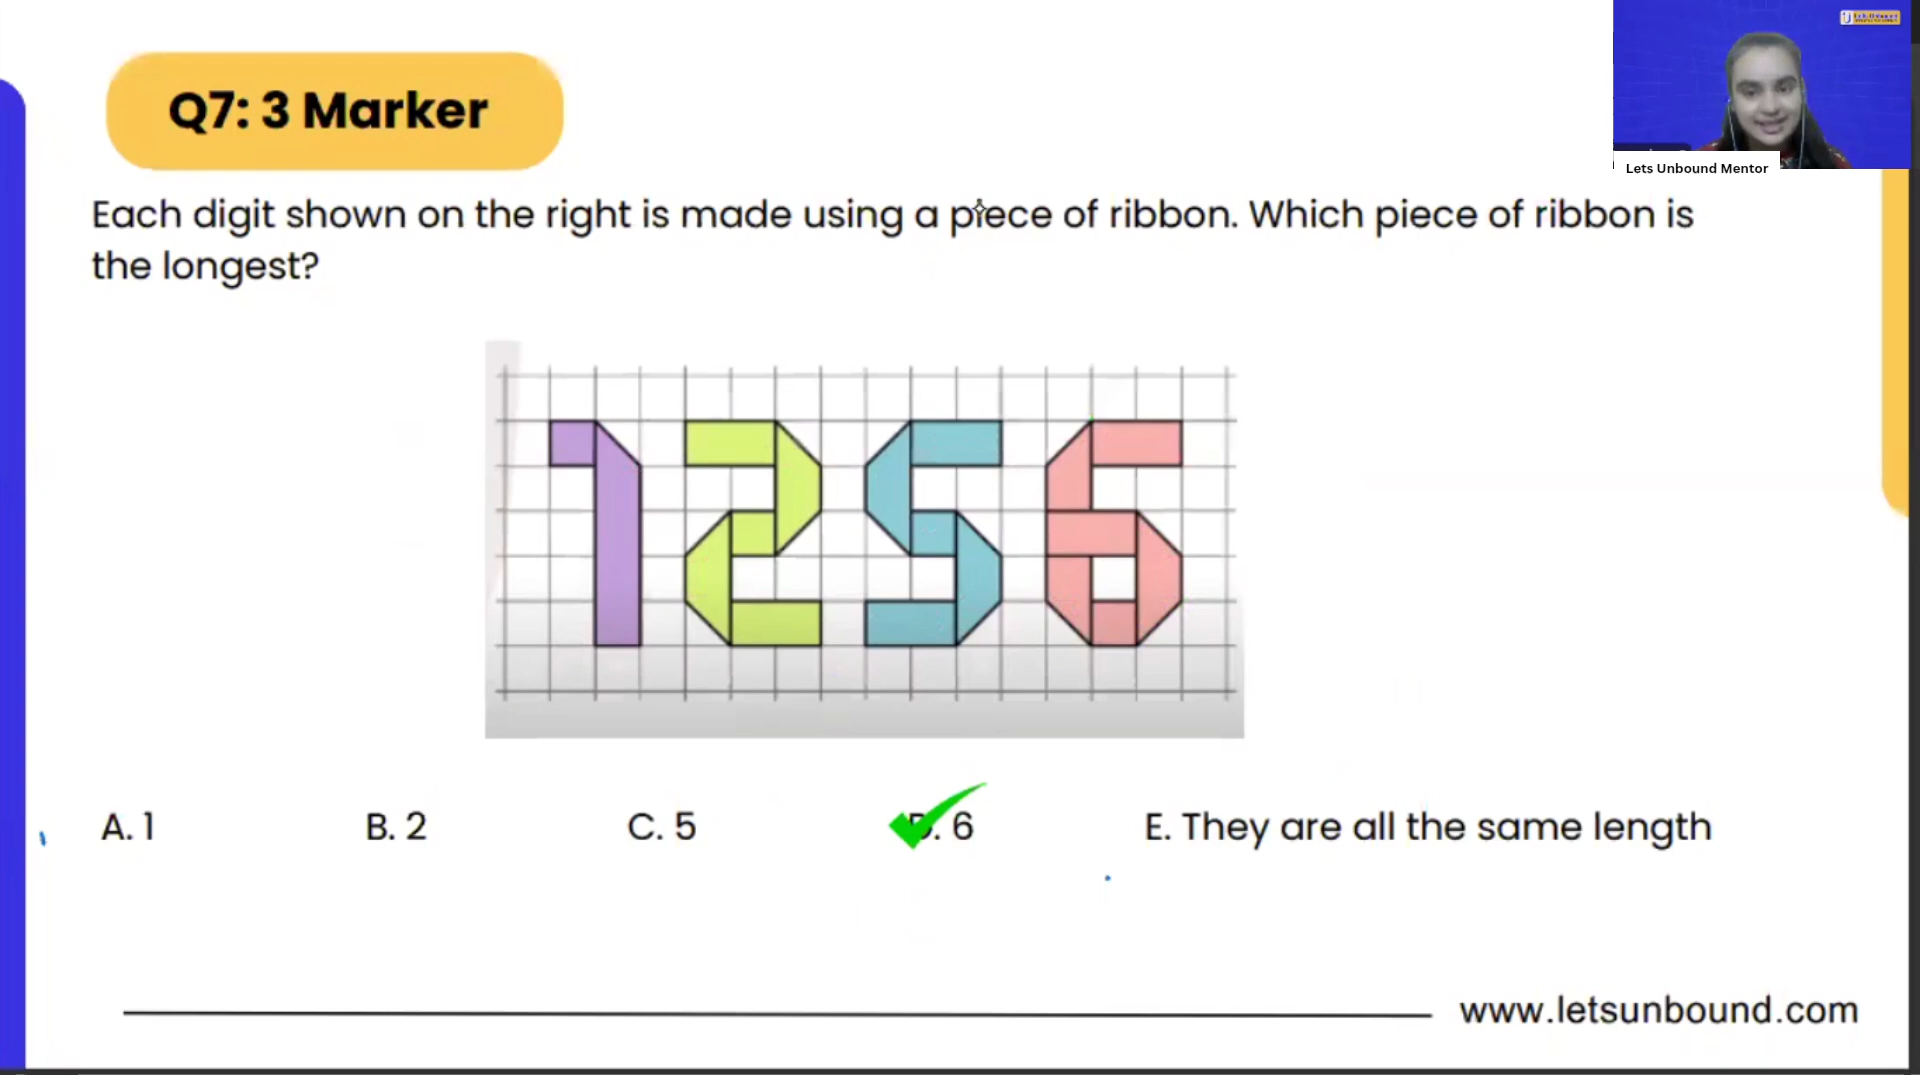 Q7: 3 Marker
Lets Unbound Mentor
Each digit shown on the right is made using a piece of ribbon. Which piece of ribbon is
the longest?
A. 1
B. 2
C. 5
D. 6
E. They are all the same length
www.letsunbound.com